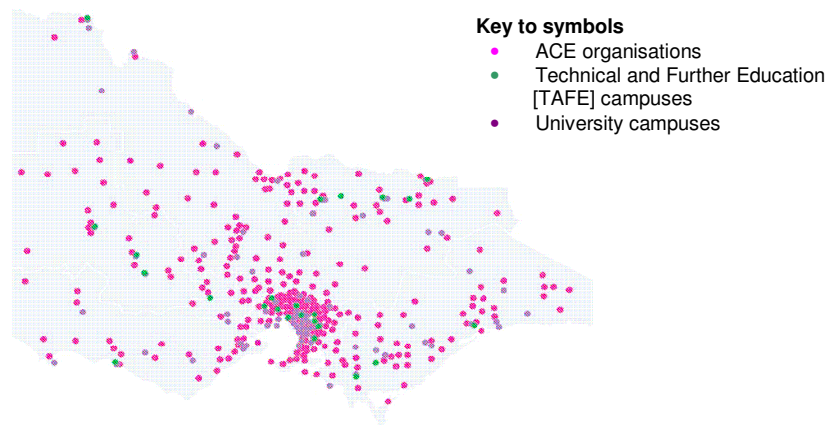 Key to symbols
ACE organisations
Technical and Further Education
[TAFE] campuses
University campuses